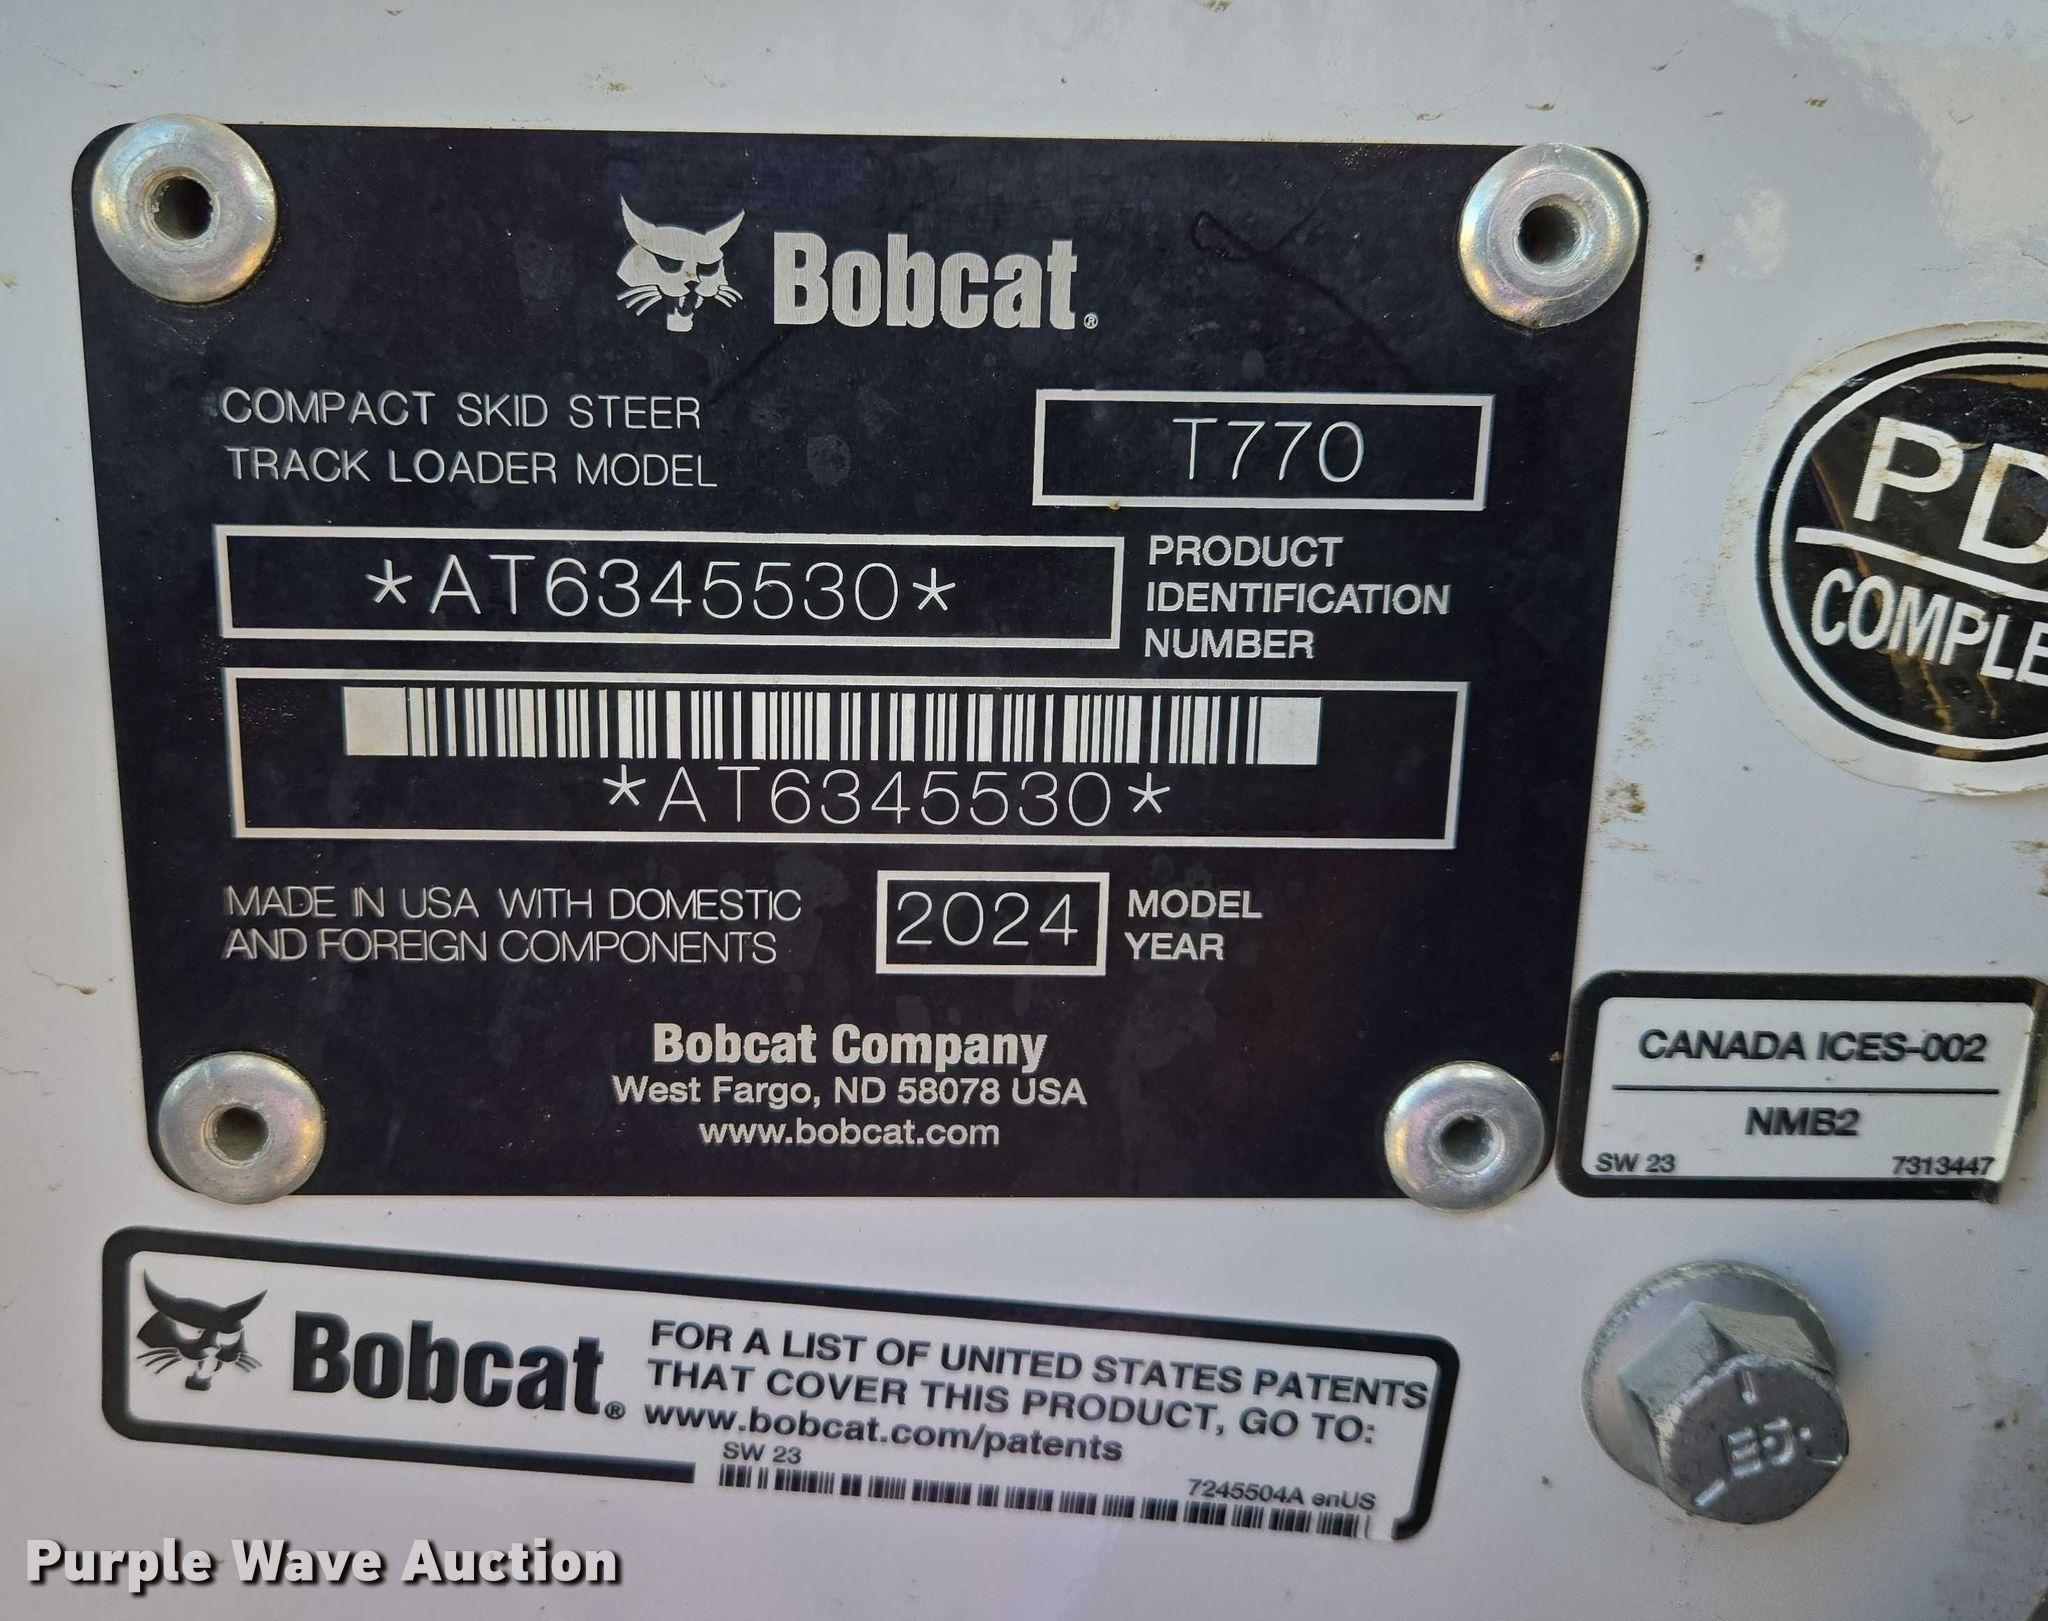 Bobcat®
COMPACT SKID STEER
TRACK LOADER MODEL
T770
*AT6345530*
PRODUCT
IDENTIFICATION
NUMBER
*AT6345530*
MADE IN USA WITH DOMESTIC
AND FOREIGN COMPONENTS
2024
MODEL
YEAR
Bobcat Company
West Fargo, ND 58078 USA
www.bobcat.com
CANADA ICES-002
NMB2
SW 23 7313447
Bobcat®
FOR A LIST OF UNITED STATES PATENTS
THAT COVER THIS PRODUCT, GO TO:
www.bobcat.com/patents
SW 23
7245504A enUS
Purple Wave Auction